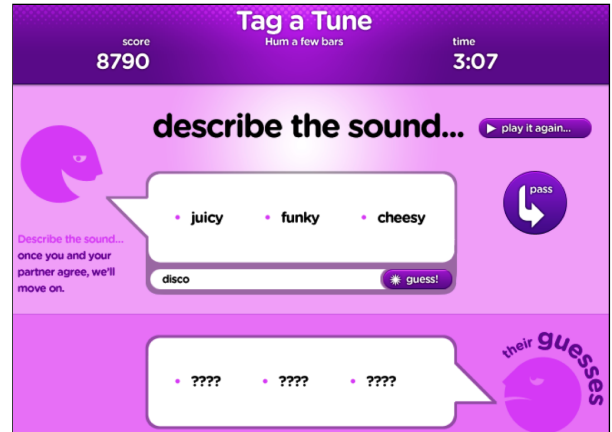 Tag a Tune
Hum a few bars
score
8790
time
3:07
describe the sound...
play it again...
pass
juicy funky cheesy
Describe the sound...
once you and your
partner agree, we'll
move on.
disco
guess!
their guesses
???? ???? ????